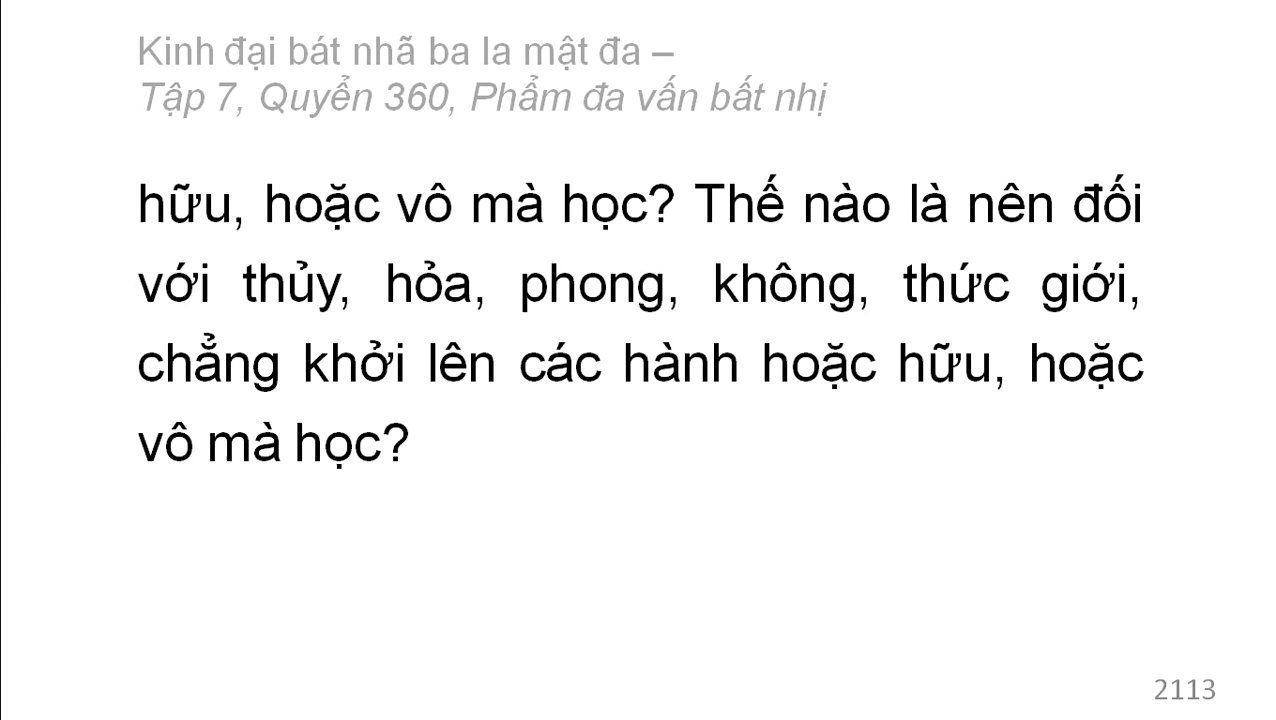 Kinh đại bát nhã ba la mật đa –
Tập 7, Quyển 360, Phẩm đa vấn bất nhị
hữu, hoặc vô mà học? Thế nào là nên đối
với thủy, hỏa, phong, không, thức giới,
chẳng khởi lên các hành hoặc hữu, hoặc
vô mà học?
2113